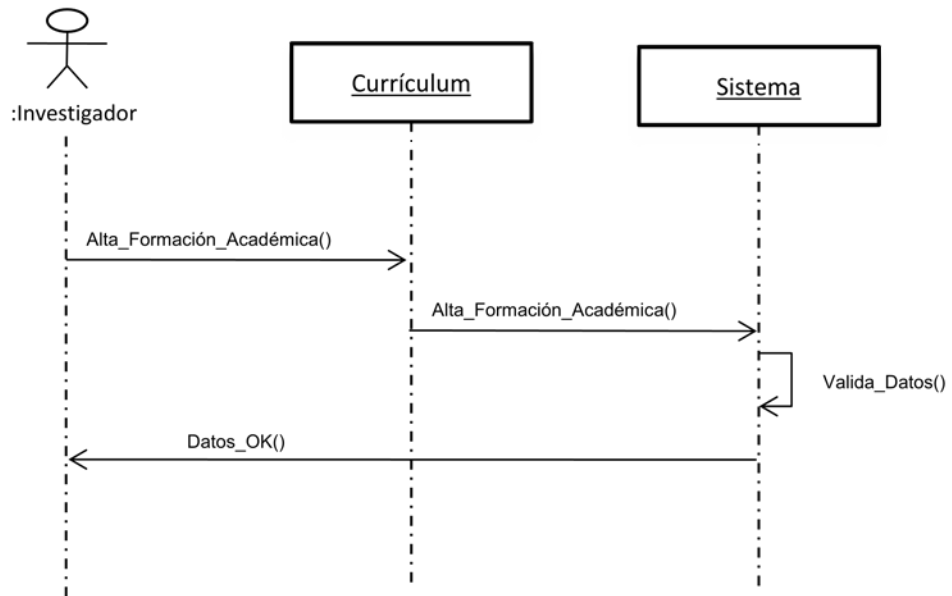 :Investigador
Currículum
Sistema
Alta_Formación_Académica()
Alta_Formación_Académica()
Valida_Datos()
Datos_OK()